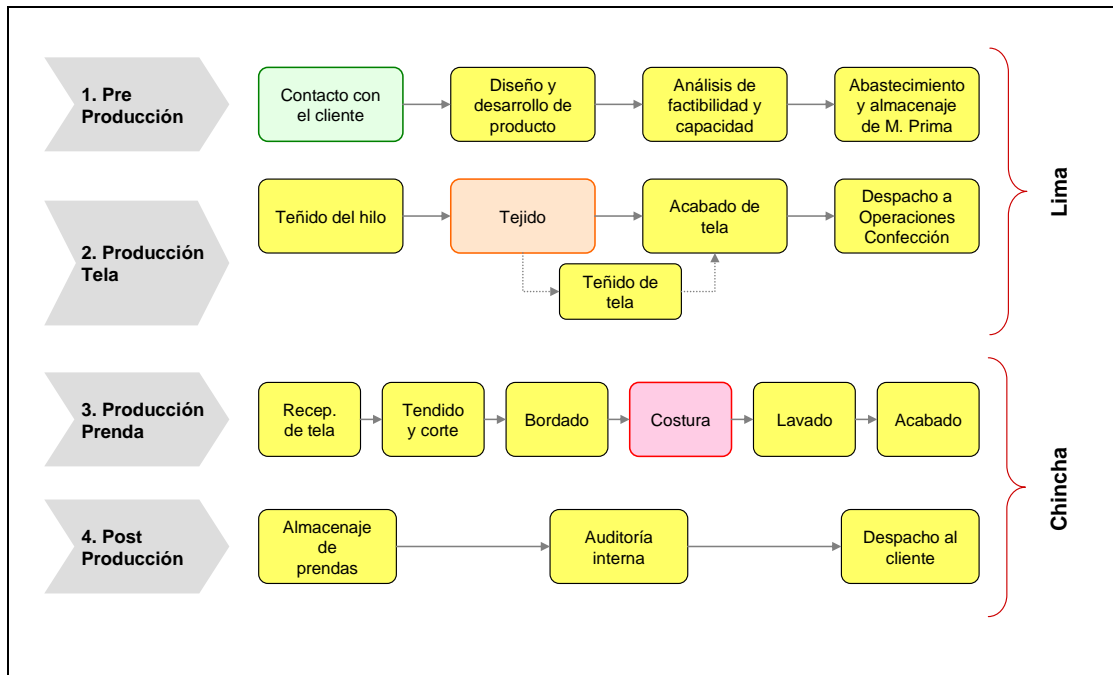 1. Pre
Producción
Contacto con
el cliente
Diseño y
desarrollo de
producto
Análisis de
factibilidad y
capacidad
Abastecimiento
y almacenaje
de M. Prima
2. Producción
Tela
Teñido del hilo
Tejido
Acabado de
tela
Despacho a
Operaciones
Confección
Teñido de
tela
Lima
3. Producción
Prenda
Recep.
de tela
Tendido
y corte
Bordado
Costura
Lavado
Acabado
4. Post
Producción
Almacenaje
de
prendas
Auditoría
interna
Despacho al
cliente
Chincha